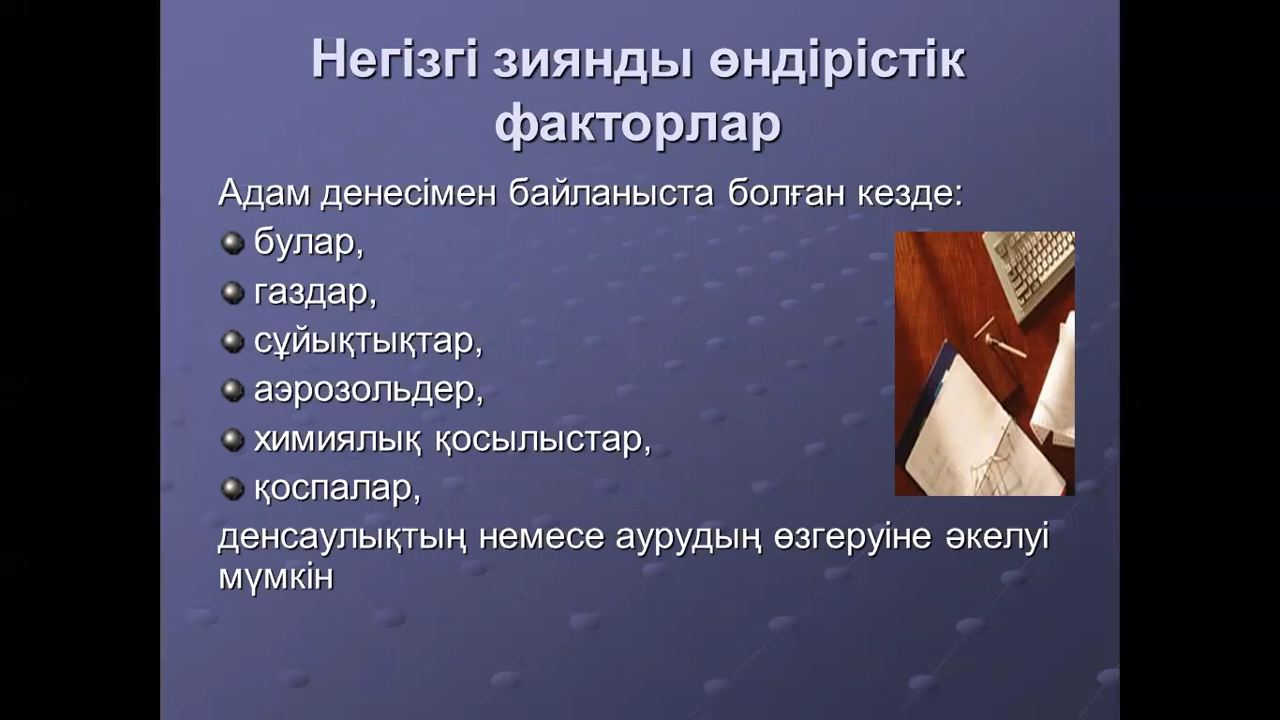 Негізгі зиянды өндірістік
факторлар
Адам денесімен байланыста болған кезде:
булар,
газдар,
сұйықтықтар,
аэрозольдер,
химиялық қосылыстар,
қоспалар,
денсаулықтың немесе аурудың өзгеруіне әкелуі
мүмкін